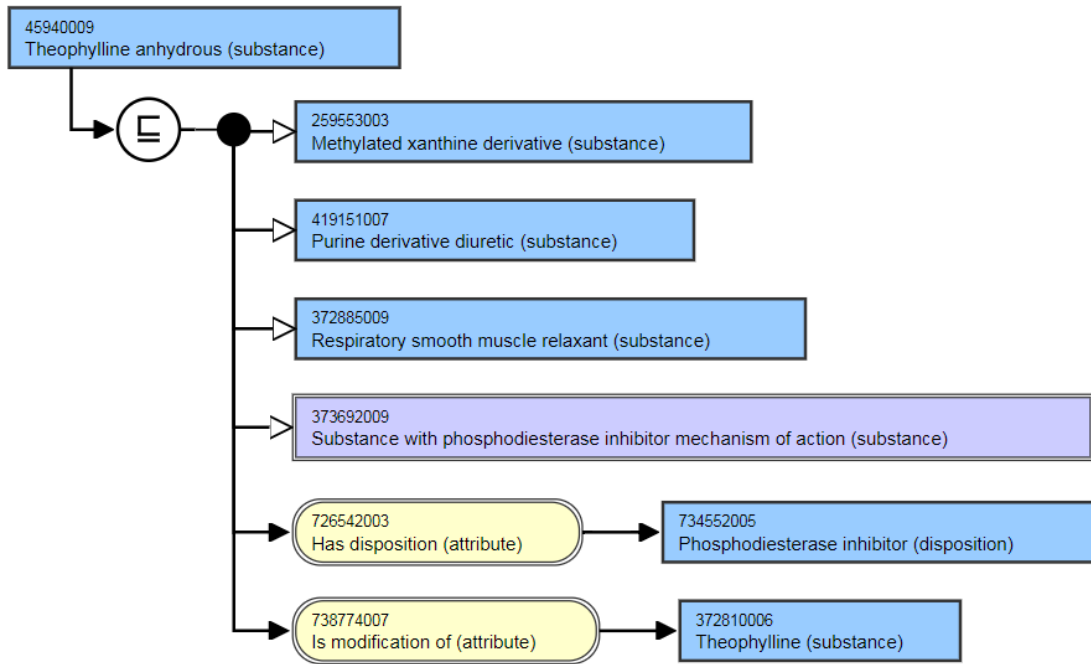 45940009
Theophylline anhydrous (substance)
⊑
259553003
Methylated xanthine derivative (substance)
419151007
Purine derivative diuretic (substance)
372885009
Respiratory smooth muscle relaxant (substance)
373692009
Substance with phosphodiesterase inhibitor mechanism of action (substance)
726542003
Has disposition (attribute)
734552005
Phosphodiesterase inhibitor (disposition)
738774007
Is modification of (attribute)
372810006
Theophylline (substance)